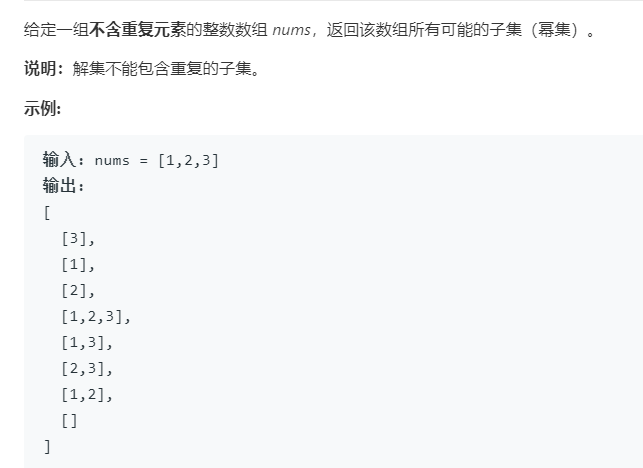 给定一组不含重复元素的整数数组 nums，返回该数组所有可能的子集（幂集）。
说明：解集不能包含重复的子集。
示例:
输入：nums = [1,2,3]
输出：
[
  [3],
  [1],
  [2],
  [1,2,3],
  [1,3],
  [2,3],
  [1,2],
  []
]